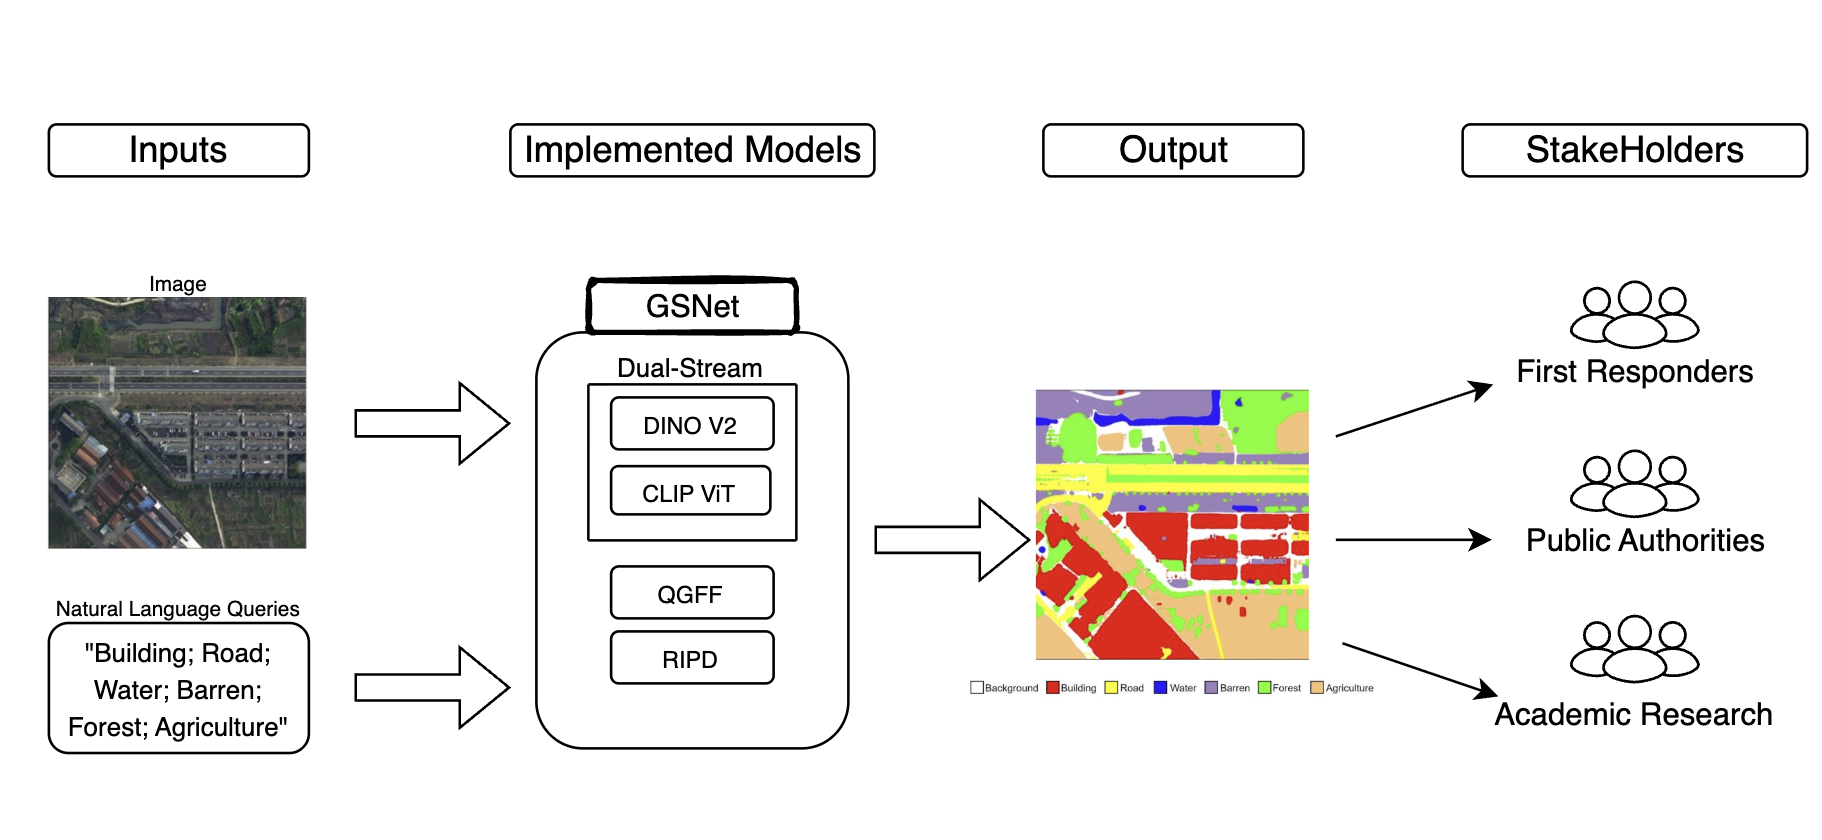 Inputs
Implemented Models
Output
StakeHolders
Image
Natural Language Queries
"Building; Road;
Water; Barren;
Forest; Agriculture"
GSNet
Dual-Stream
DINO V2
CLIP ViT
QGFF
RIPD
Background Building Road Water Barren Forest Agriculture
First Responders
Public Authorities
Academic Research